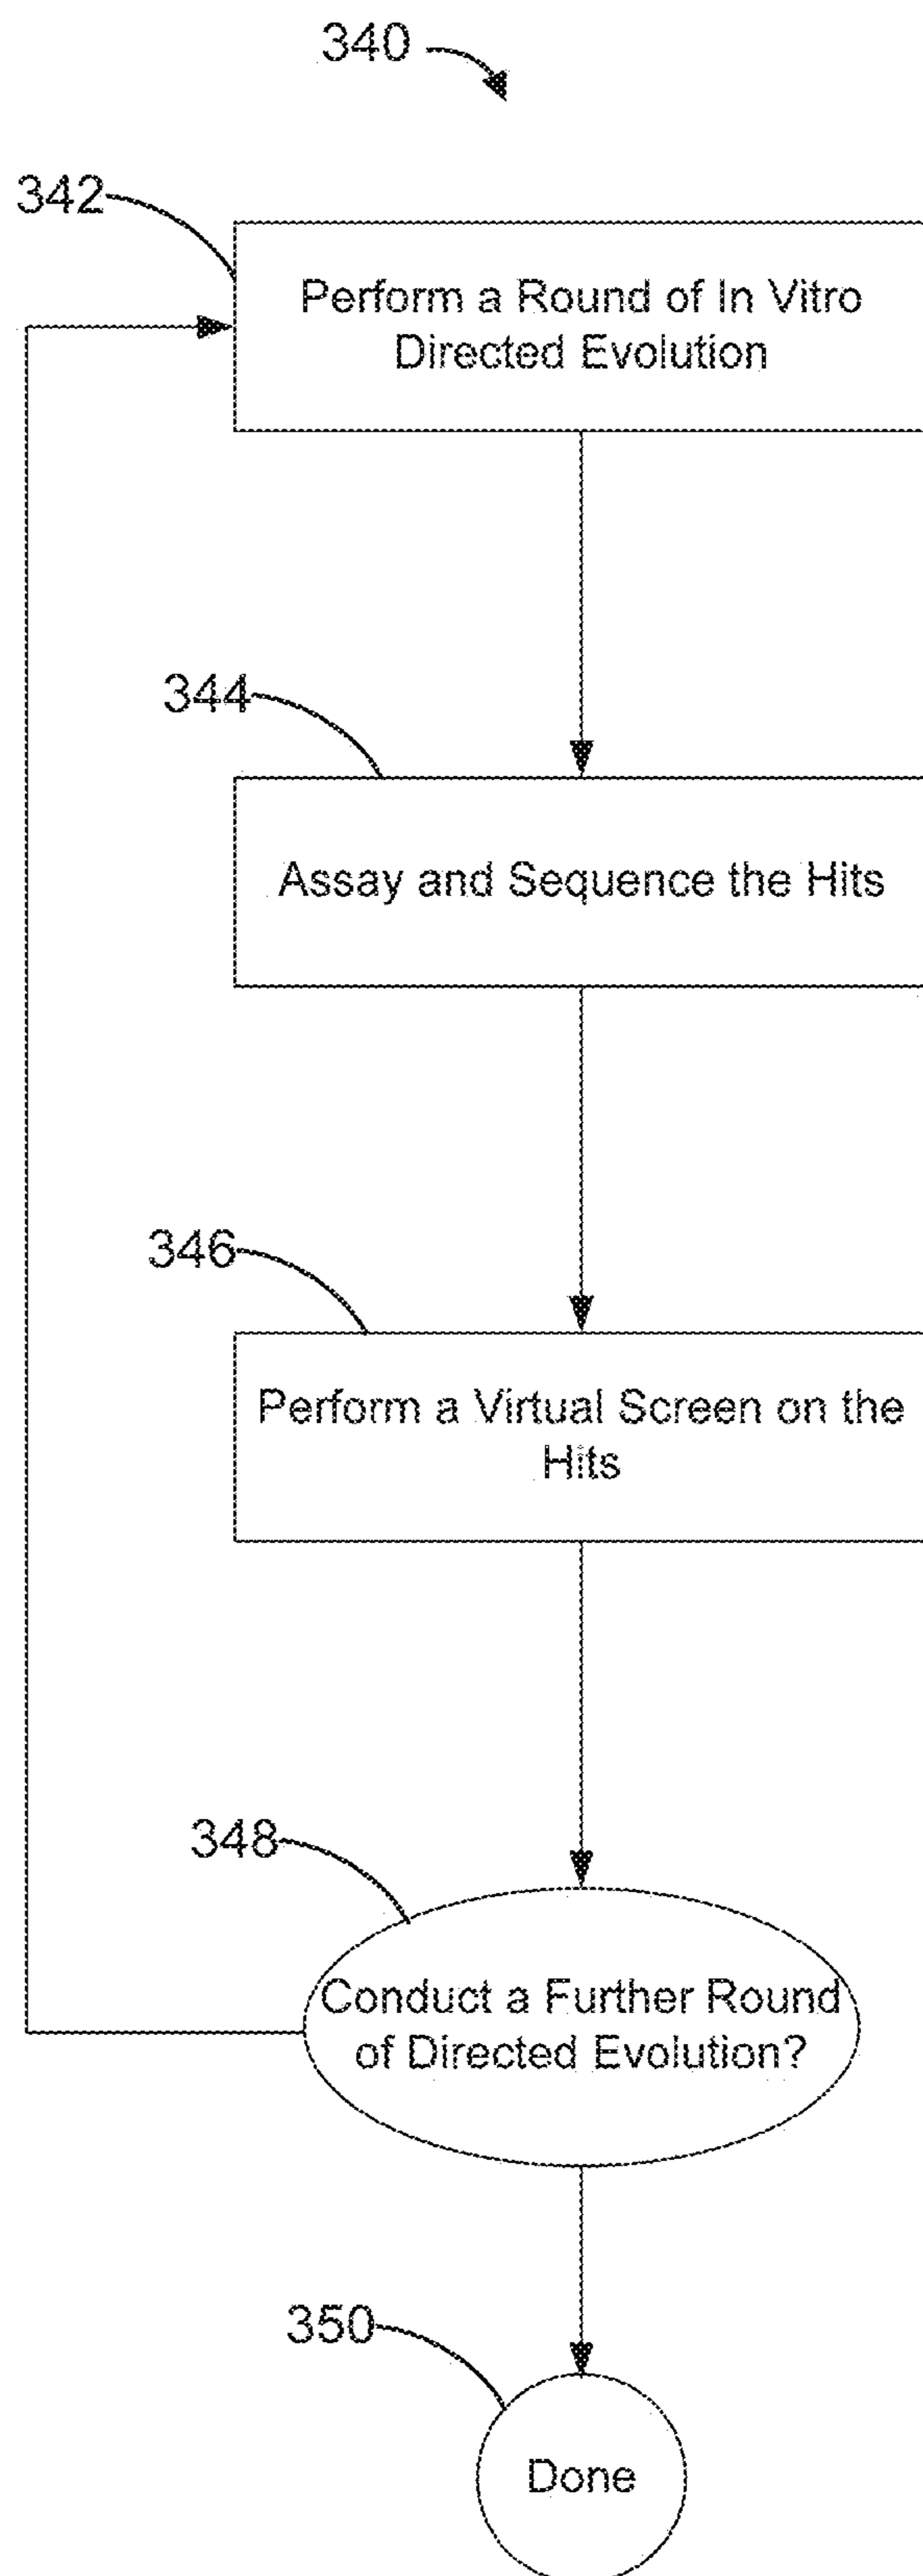 340
342
Perform a Round of In Vitro
Directed Evolution
344
Assay and Sequence the Hits
346
Perform a Virtual Screen on the
Hits
348
Conduct a Further Round
of Directed Evolution?
350
Done